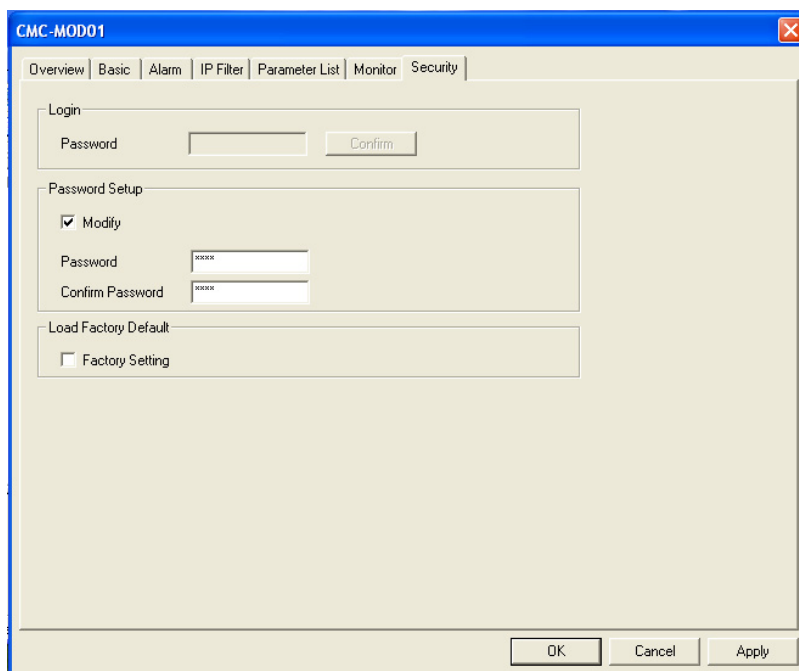 CMC-MOD01
Overview Basic Alarm IP Filter Parameter List Monitor Security
Login
Password Confirm
Password Setup
Modify
Password ****
Confirm Password ****
Load Factory Default
Factory Setting
OK Cancel Apply